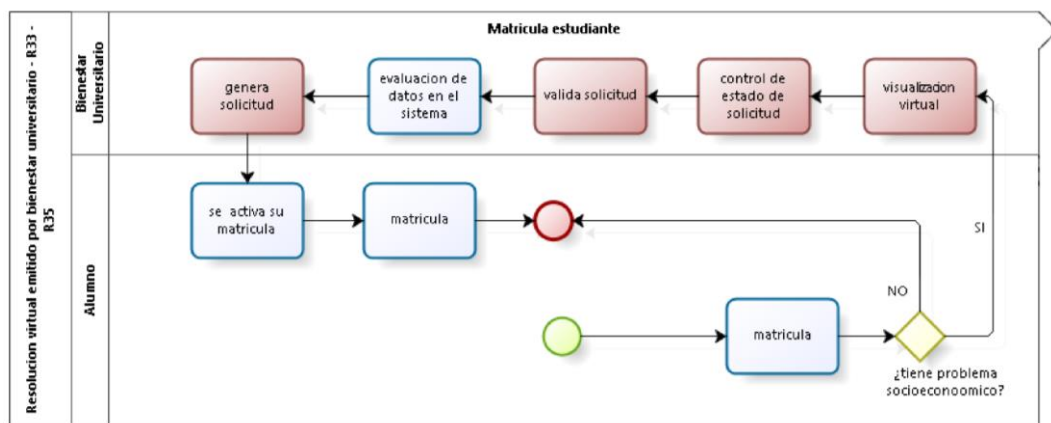 Resolucion virtual emitido por bienestar universitario - R33 -
R35
Matricula estudiante
Bienestar
Universitario
genera
solicitud
evaluacion de
datos en el
sistema
valida solicitud
control de
estado de
solicitud
visualizacion
virtual
Alumno
se activa su
matricula
matricula
SI
NO
matricula
¿tiene problema
socioeconoomico?